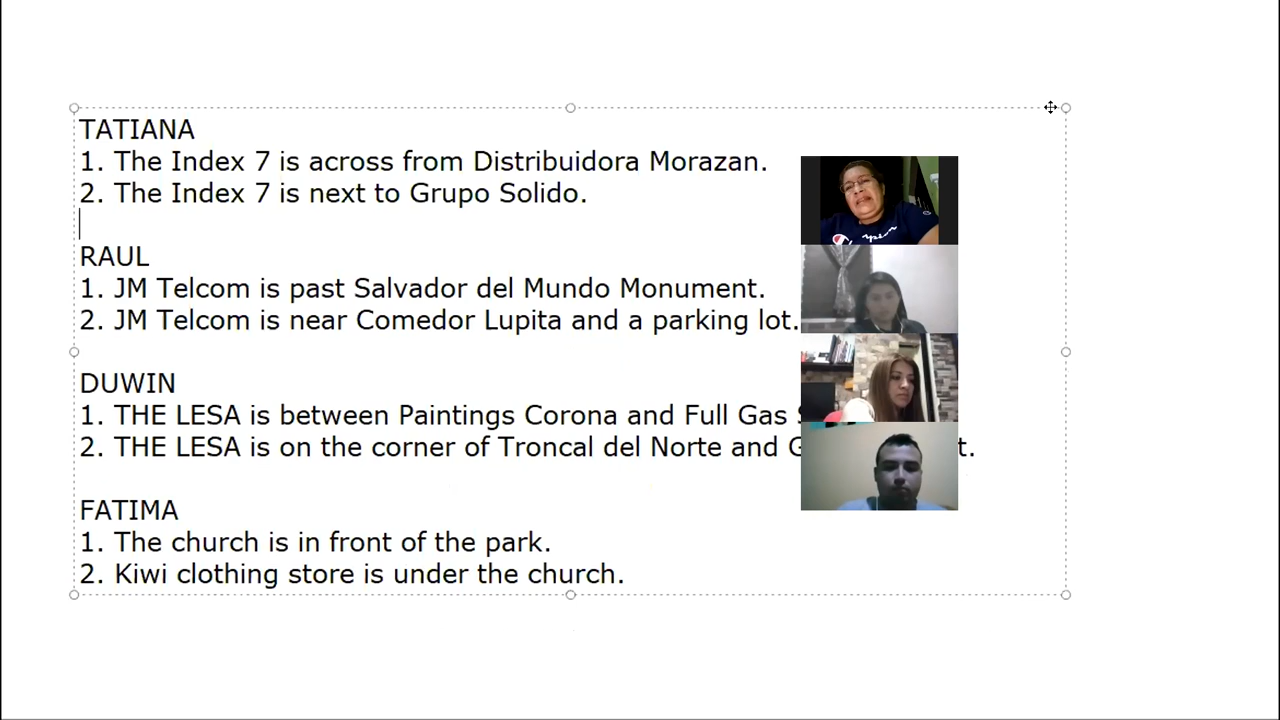 TATIANA
1. The Index 7 is across from Distribuidora Morazan.
2. The Index 7 is next to Grupo Solido.
RAUL
1. JM Telcom is past Salvador del Mundo Monument.
2. JM Telcom is near Comedor Lupita and a parking lot.
DUWIN
1. THE LESA is between Paintings Corona and Full Gas
2. THE LESA is on the corner of Troncal del Norte and
FATIMA
1. The church is in front of the park.
2. Kiwi clothing store is under the church.